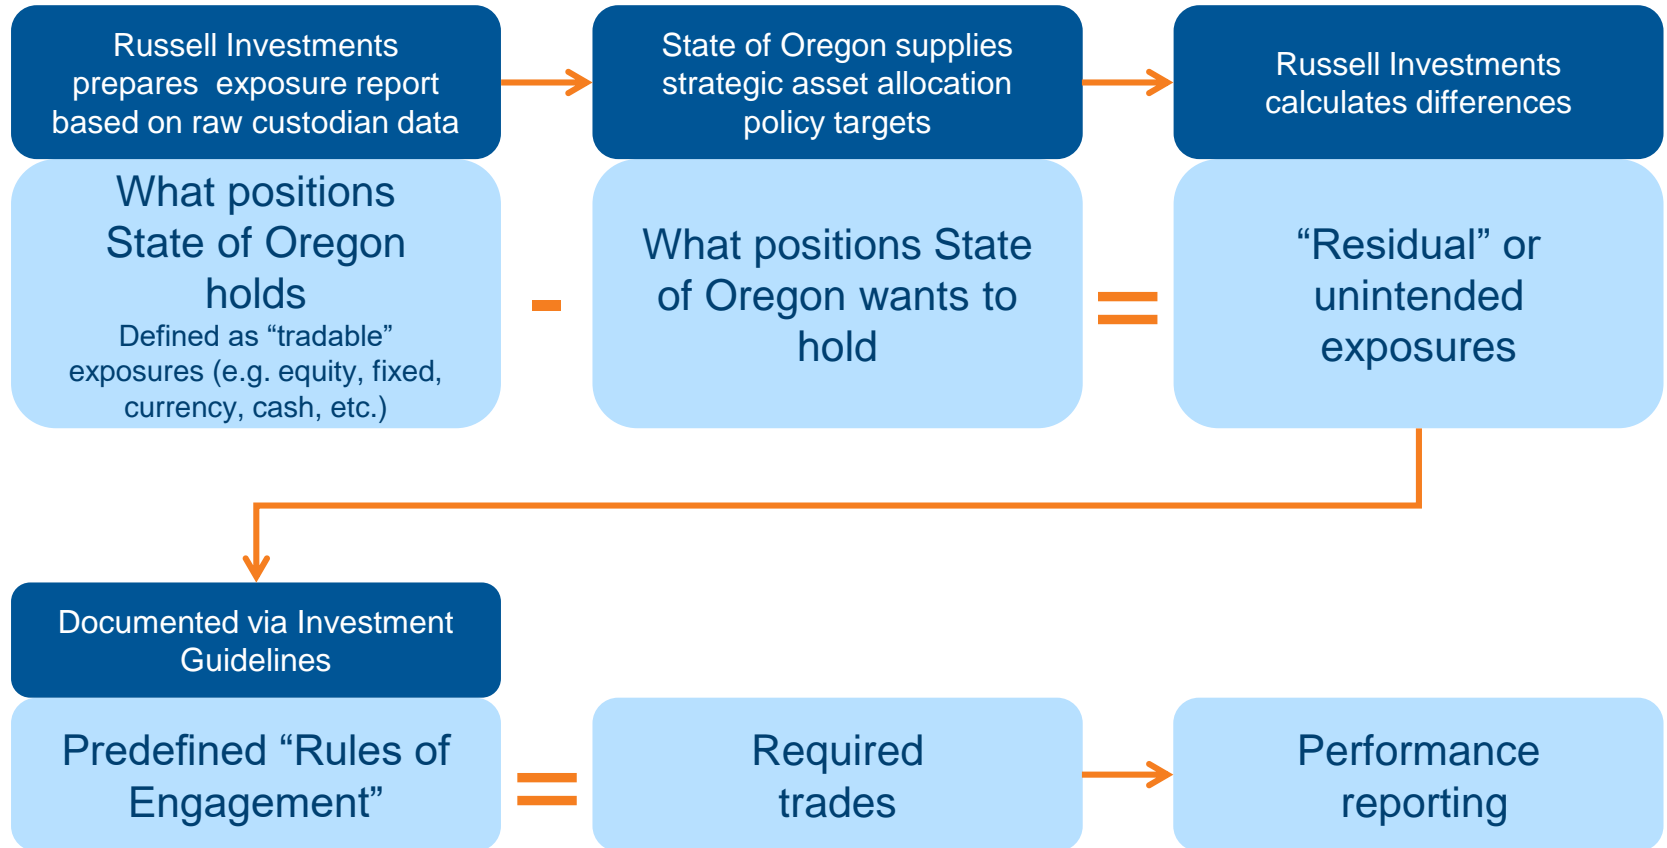 Russell Investments
prepares exposure report
based on raw custodian data
State of Oregon supplies
strategic asset allocation
policy targets
Russell Investments
calculates differences
What positions
State of Oregon
holds
Defined as “tradable”
exposures (e.g. equity, fixed,
currency, cash, etc.)
-
What positions State
of Oregon wants to
hold
=
“Residual” or
unintended
exposures
Documented via Investment
Guidelines
Predefined “Rules of
Engagement”
=
Required
trades
Performance
reporting